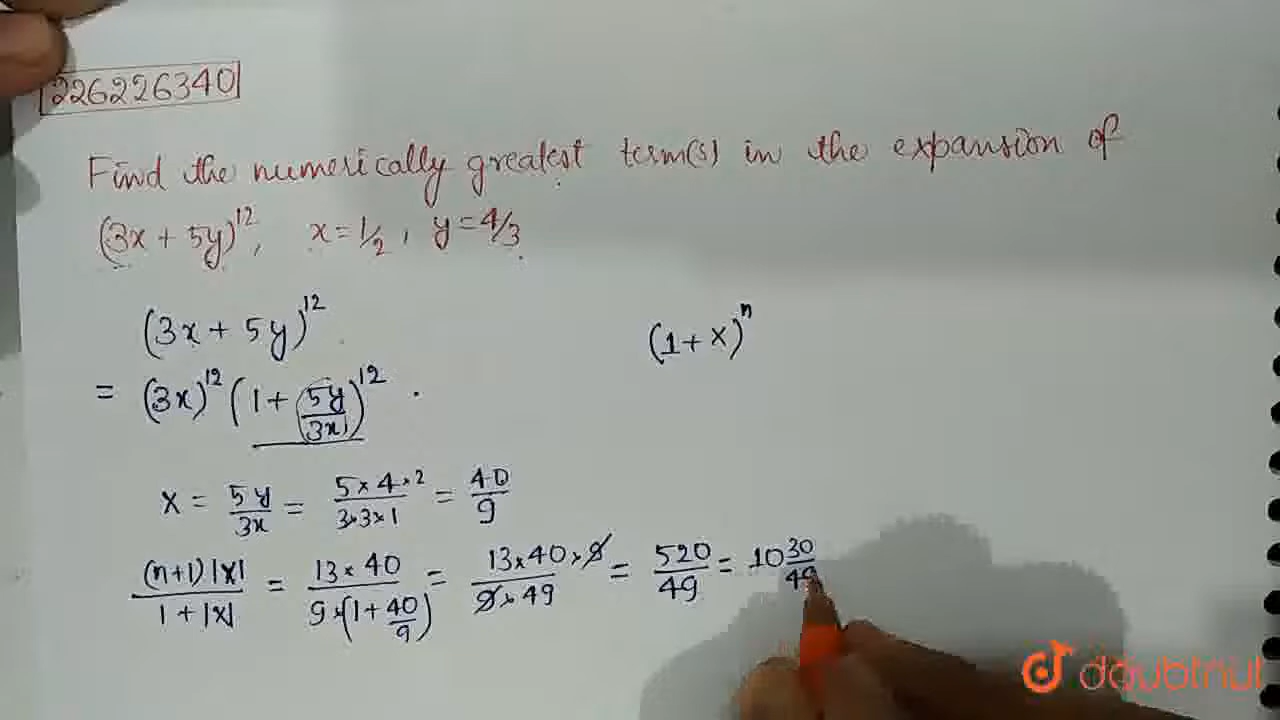 226226340
Find the numerically greatest term(s) in the expansion of
(3x + 5y)^12, x = 1/2, y = 4/3.
(3x + 5y)^12
(1 + x)^n
= (3x)^12 (1 + 5y/3x)^12.
x = 5y/3x = 5×4×2/3×3×1 = 40/9
(n+1)|x|/1+|x| = 13×40/9×(1+40/9) = 13×40×9/9×49 = 520/49 = 10 30/49
doubtnut